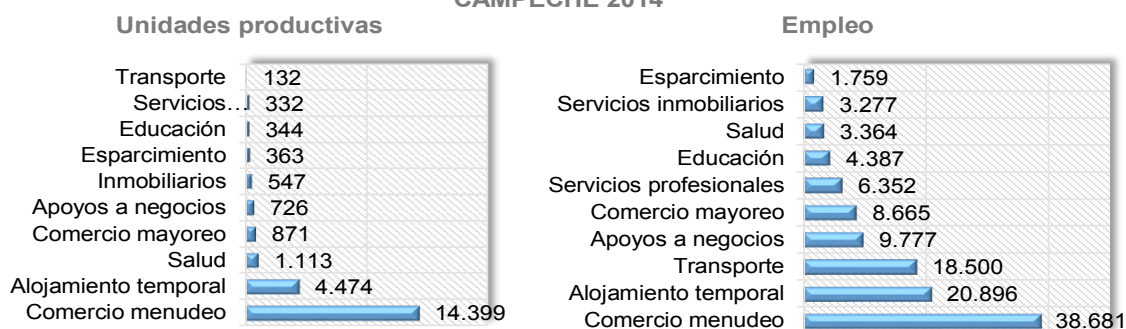 CAMPECHE 2014
Unidades productivas
Transporte 132
Servicios… 332
Educación 344
Esparcimiento 363
Inmobiliarios 547
Apoyos a negocios 726
Comercio mayoreo 871
Salud 1.113
Alojamiento temporal 4.474
Comercio menudeo 14.399
Empleo
Esparcimiento 1.759
Servicios inmobiliarios 3.277
Salud 3.364
Educación 4.387
Servicios profesionales 6.352
Comercio mayoreo 8.665
Apoyos a negocios 9.777
Transporte 18.500
Alojamiento temporal 20.896
Comercio menudeo 38.681